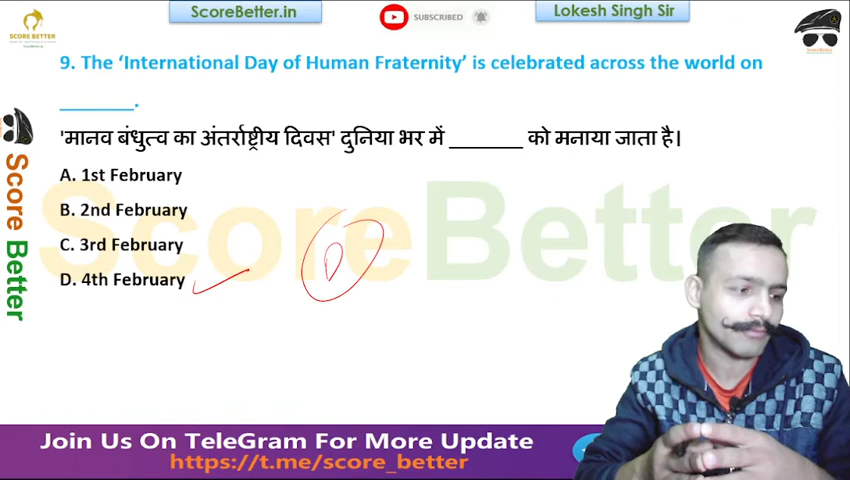 ScoreBetter.in
SUBSCRIBED
Lokesh Singh Sir
SCORE BETTER
9. The ‘International Day of Human Fraternity’ is celebrated across the world on
_______.
'मानव बंधुत्व का अंतर्राष्ट्रीय दिवस' दुनिया भर में _______ को मनाया जाता है।
A. 1st February
B. 2nd February
C. 3rd February
D. 4th February
D
Score Better
ScoreBetter
Join Us On TeleGram For More Update
https://t.me/score_better